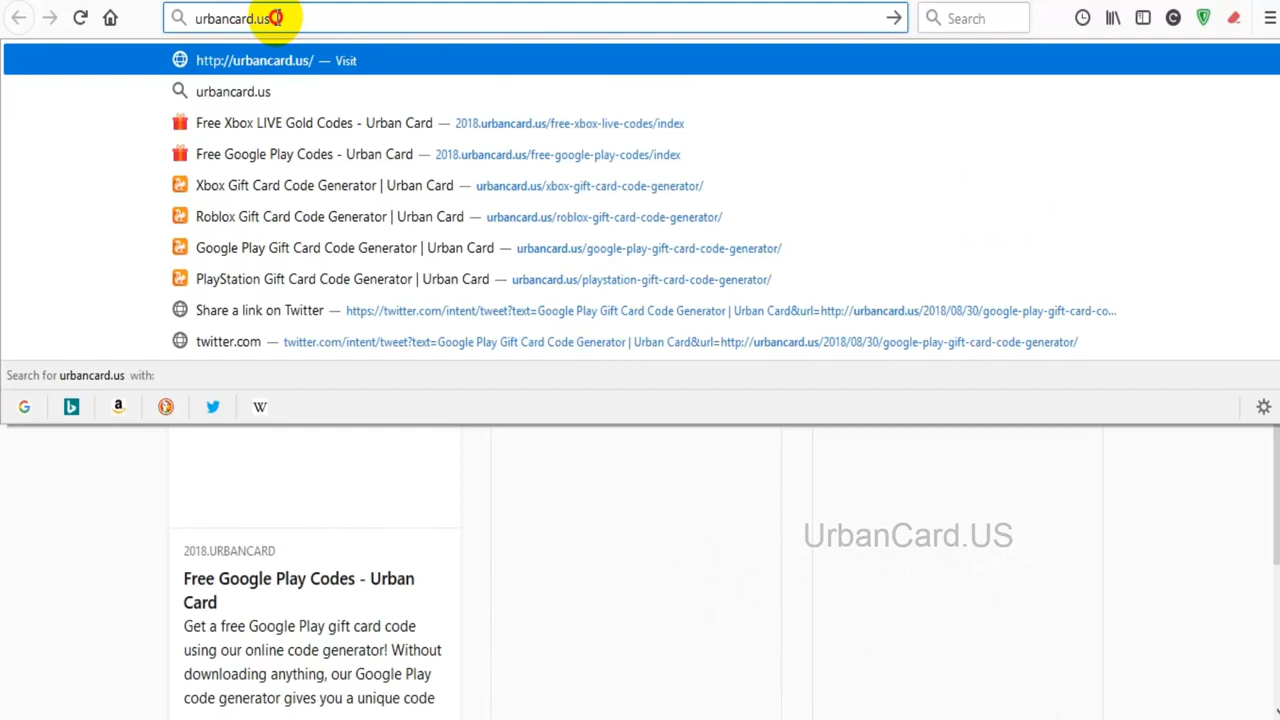 urbancard.us
Search
http://urbancard.us/ — Visit
urbancard.us
Free Xbox LIVE Gold Codes - Urban Card — 2018.urbancard.us/free-xbox-live-codes/index
Free Google Play Codes - Urban Card — 2018.urbancard.us/free-google-play-codes/index
Xbox Gift Card Code Generator | Urban Card — urbancard.us/xbox-gift-card-code-generator/
Roblox Gift Card Code Generator | Urban Card — urbancard.us/roblox-gift-card-code-generator/
Google Play Gift Card Code Generator | Urban Card — urbancard.us/google-play-gift-card-code-generator/
PlayStation Gift Card Code Generator | Urban Card — urbancard.us/playstation-gift-card-code-generator/
Share a link on Twitter — https://twitter.com/intent/tweet?text=Google Play Gift Card Code Generator | Urban Card&url=http://urbancard.us/2018/08/30/google-play-gift-card-co...
twitter.com — twitter.com/intent/tweet?text=Google Play Gift Card Code Generator | Urban Card&url=http://urbancard.us/2018/08/30/google-play-gift-card-code-generator/
Search for urbancard.us with:
UrbanCard.US
2018.URBANCARD
Free Google Play Codes - Urban
Card
Get a free Google Play gift card code
using our online code generator! Without
downloading anything, our Google Play
code generator gives you a unique code